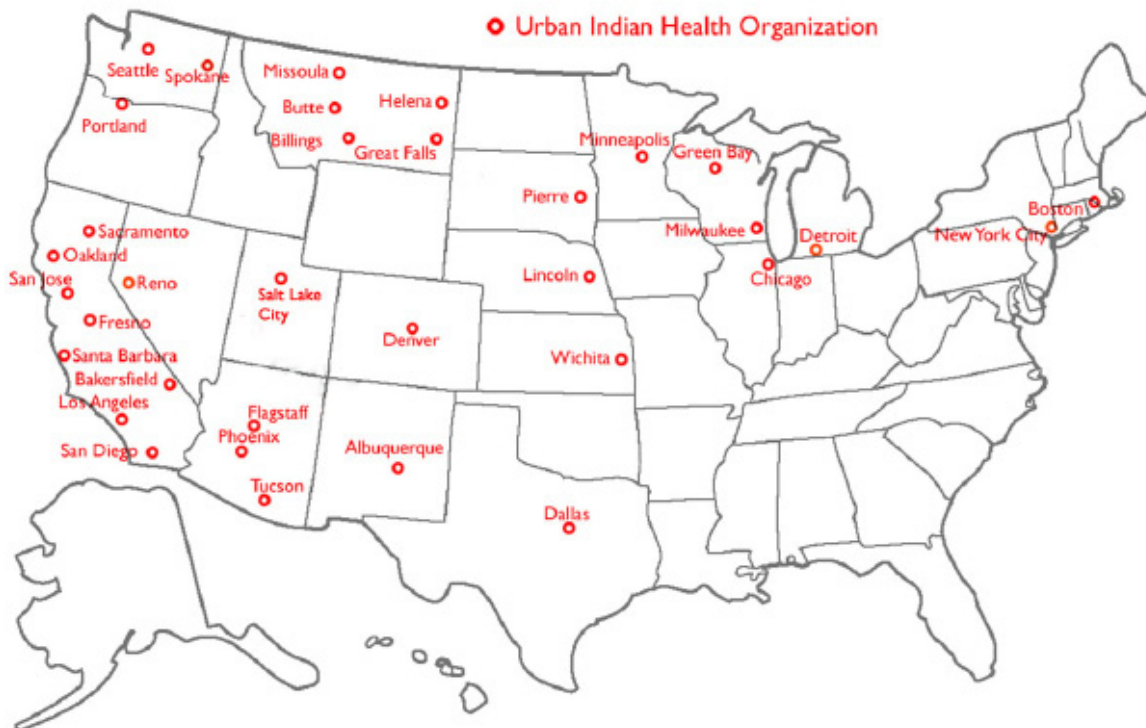 Urban Indian Health Organization
Seattle
Spokane
Missoula
Portland
Butte
Helena
Billings
Great Falls
Minneapolis
Green Bay
Pierre
Boston
Sacramento
Milwaukee
Detroit
New York City
Oakland
San Jose
Reno
Lincoln
Chicago
Salt Lake
City
Fresno
Denver
Santa Barbara
Wichita
Bakersfield
Los Angeles
Flagstaff
Phoenix
San Diego
Albuquerque
Tucson
Dallas